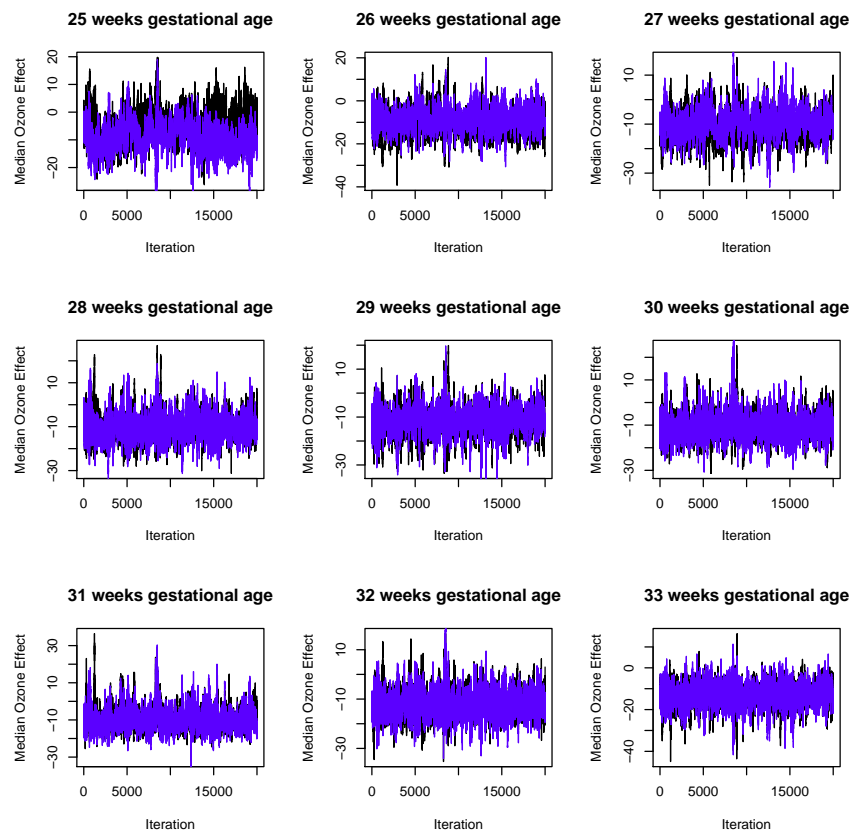 25 weeks gestational age
26 weeks gestational age
27 weeks gestational age
Median Ozone Effect
20
0
−20
0
5000
15000
Iteration
Median Ozone Effect
20
0
−20
−40
0
5000
15000
Iteration
Median Ozone Effect
10
−10
−30
0
5000
15000
Iteration
28 weeks gestational age
29 weeks gestational age
30 weeks gestational age
Median Ozone Effect
10
−10
−30
0
5000
15000
Iteration
Median Ozone Effect
10
−10
−30
0
5000
15000
Iteration
Median Ozone Effect
10
−10
−30
0
5000
15000
Iteration
31 weeks gestational age
32 weeks gestational age
33 weeks gestational age
Median Ozone Effect
30
10
−10
−30
0
5000
15000
Iteration
Median Ozone Effect
10
−10
−30
0
5000
15000
Iteration
Median Ozone Effect
0
−20
−40
0
5000
15000
Iteration